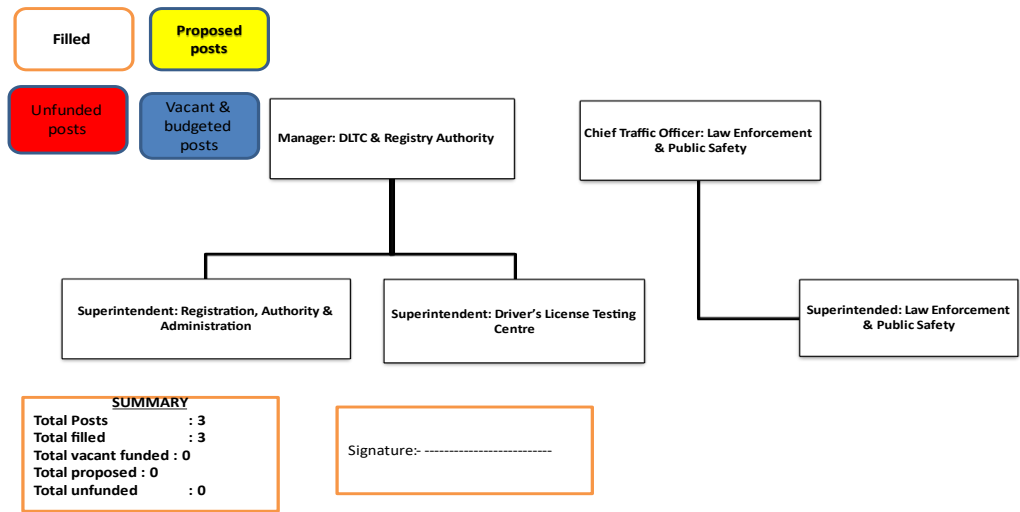 Filled
Proposed
posts
Unfunded
posts
Vacant &
budgeted
posts
Manager: DLTC & Registry Authority
Chief Traffic Officer: Law Enforcement
& Public Safety
Superintendent: Registration, Authority &
Administration
Superintendent: Driver’s License Testing
Centre
Superintended: Law Enforcement
& Public Safety
SUMMARY
Total Posts : 3
Total filled : 3
Total vacant funded : 0
Total proposed : 0
Total unfunded : 0
Signature:- --------------------------